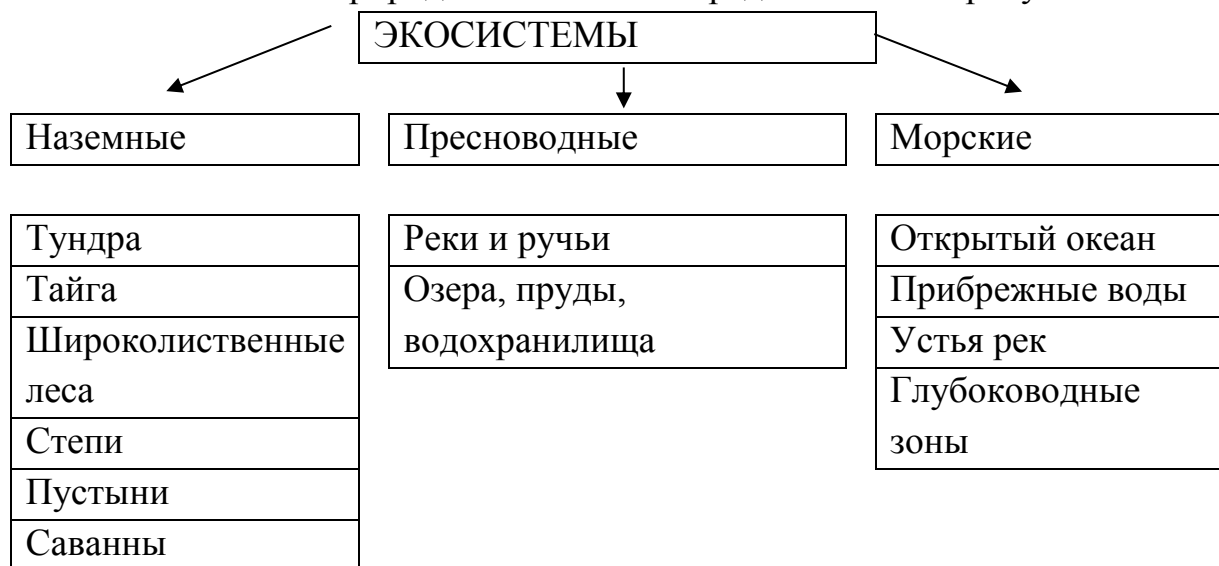 ЭКОСИСТЕМЫ
Наземные
Пресноводные
Морские
Тундра
Тайга
Широколиственные
леса
Степи
Пустыни
Саванны
Реки и ручьи
Озера, пруды,
водохранилища
Открытый океан
Прибрежные воды
Устья рек
Глубоководные
зоны